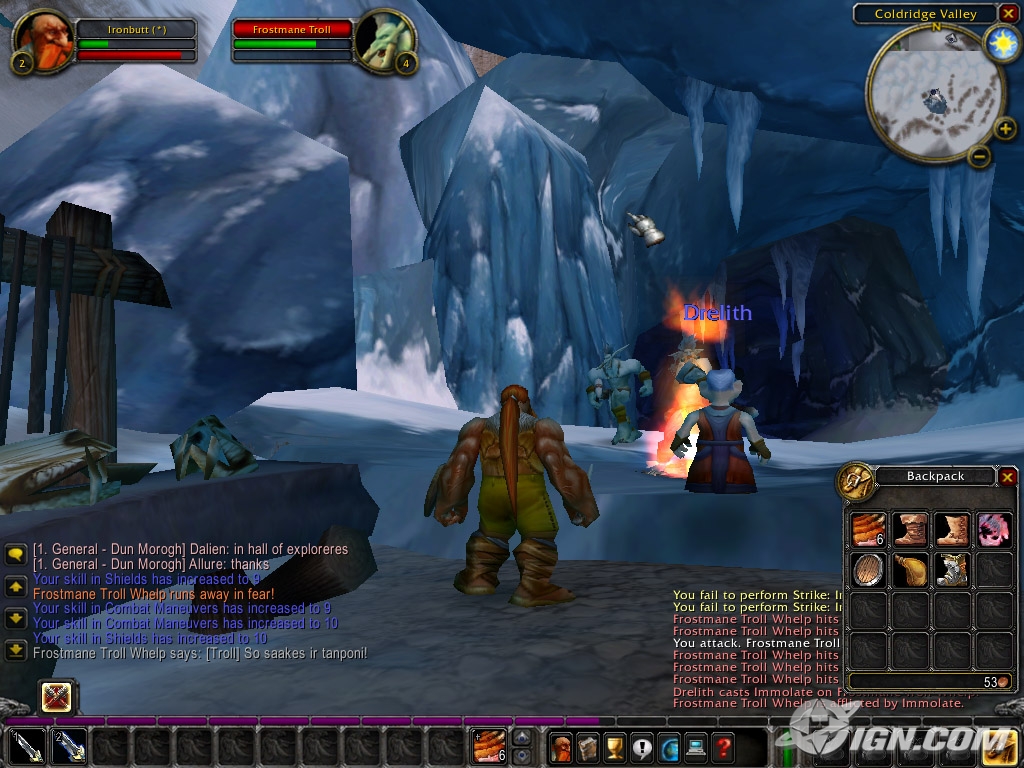 Ironbutt (*)
2
Frostmane Troll
4
Coldridge Valley
N
Drelith
Backpack
6
[1. General - Dun Morogh] Dalien: in hall of exploreres
[1. General - Dun Morogh] Allure: thanks
Your skill in Shields has increased to 9
Frostmane Troll Whelp runs away in fear!
Your skill in Combat Maneuvers has increased to 9
Your skill in Combat Maneuvers has increased to 10
Your skill in Shields has increased to 10
Frostmane Troll Whelp says: [Troll] So saakes ir tanponi!
You fail to perform Strike:
You fail to perform Strike:
Frostmane Troll Whelp hits
Frostmane Troll Whelp hits
You attack. Frostmane Troll
Frostmane Troll Whelp hits
Frostmane Troll Whelp hits
Frostmane Troll Whelp hits
Drelith casts Immolate on
Frostmane Troll Whelp is afflicted by Immolate.
53
1
2
6
IGN.COM